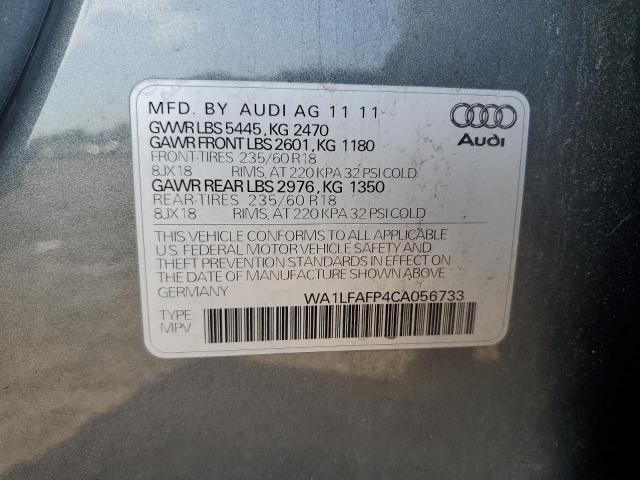 MFD. BY AUDI AG 11 11
GVWR LBS 5445, KG 2470
GAWR FRONT LBS 2601, KG 1180
FRONT-TIRES 235/60 R18
8JX18 RIMS, AT 220 KPA 32 PSI COLD
GAWR REAR LBS 2976, KG 1350
REAR-TIRES 235/60 R18
8JX18 RIMS, AT 220 KPA 32 PSI COLD
THIS VEHICLE CONFORMS TO ALL APPLICABLE
U.S. FEDERAL MOTOR VEHICLE SAFETY AND
THEFT PREVENTION STANDARDS IN EFFECT ON
THE DATE OF MANUFACTURE SHOWN ABOVE
GERMANY
WA1LFAFP4CA056733
TYPE
MPV
Audi